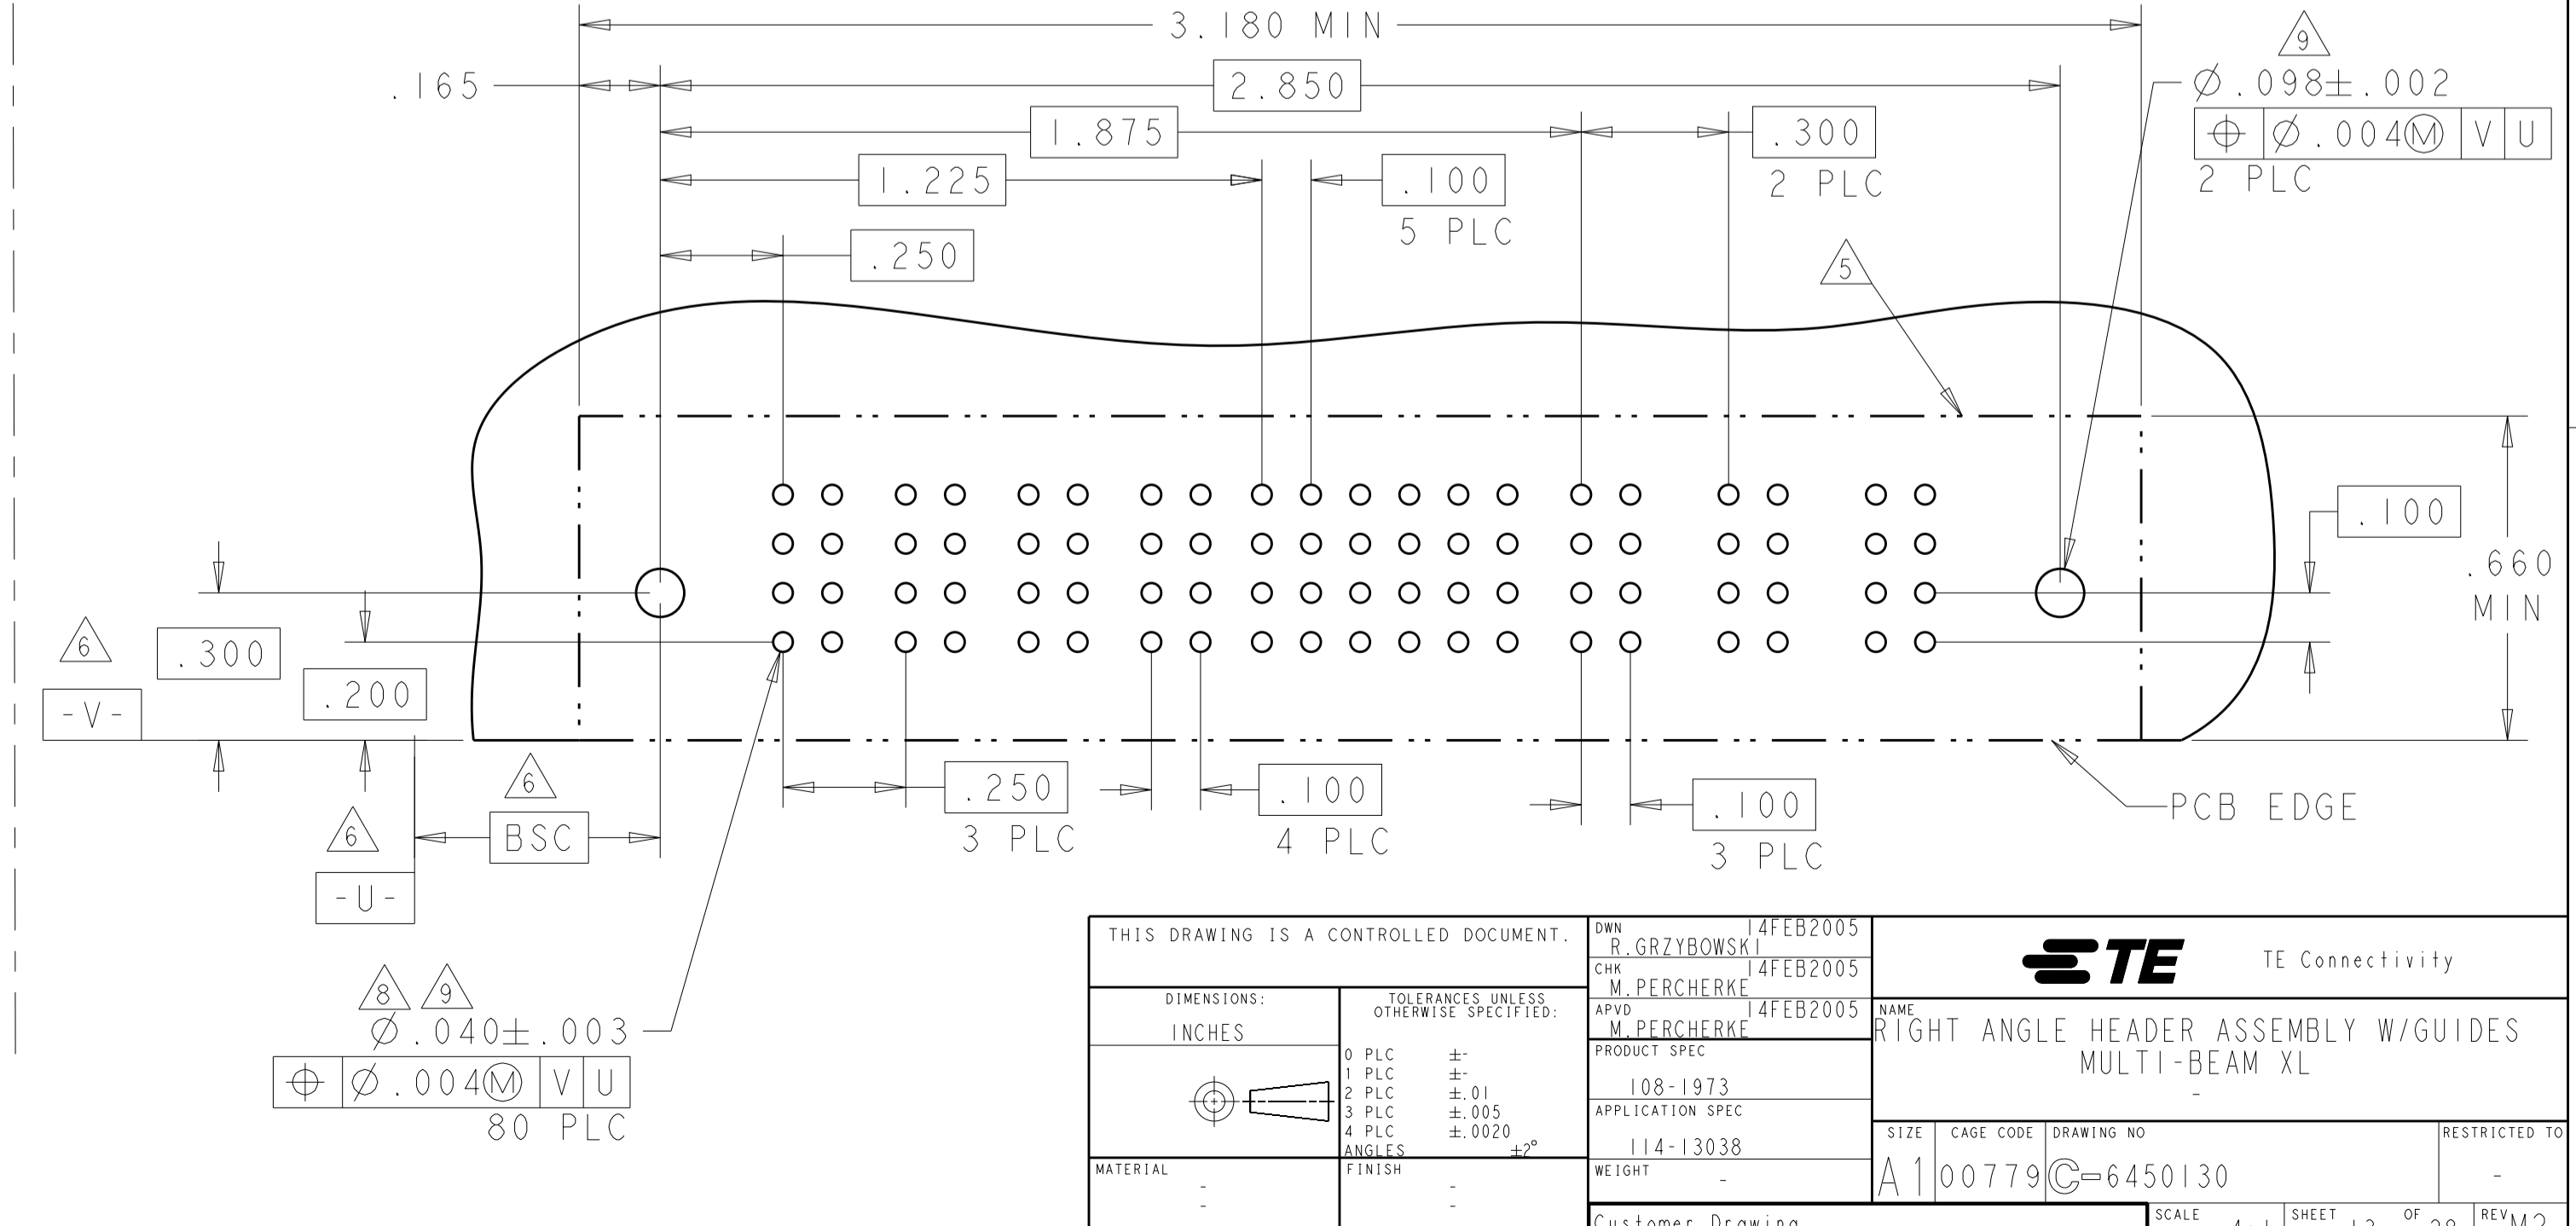 3.180 MIN
9
.165
2.850
Ø.098±.002
⌖ Ø.004Ⓜ V U
2 PLC
1.875
.300
2 PLC
1.225
.100
5 PLC
.250
5
.100
.660
MIN
6
.300
.200
-V-
6
BSC
6
-U-
.250
3 PLC
.100
4 PLC
.100
3 PLC
PCB EDGE
8 9
Ø.040±.003
⌖ Ø.004Ⓜ V U
80 PLC
THIS DRAWING IS A CONTROLLED DOCUMENT.
DIMENSIONS:
INCHES
TOLERANCES UNLESS
OTHERWISE SPECIFIED:
0 PLC ±-
1 PLC ±-
2 PLC ±.01
3 PLC ±.005
4 PLC ±.0020
ANGLES ±2°
MATERIAL
-
-
FINISH
-
-
DWN 14FEB2005
R.GRZYBOWSKI
CHK 14FEB2005
M.PERCHERKE
APVD 14FEB2005
M.PERCHERKE
PRODUCT SPEC
108-1973
APPLICATION SPEC
114-13038
WEIGHT -
TE TE Connectivity
NAME
RIGHT ANGLE HEADER ASSEMBLY W/GUIDES
MULTI-BEAM XL
-
SIZE
A1
CAGE CODE
00779
DRAWING NO
C-6450130
RESTRICTED TO
-
Customer Drawing
SCALE
SHEET
OF
REV M2